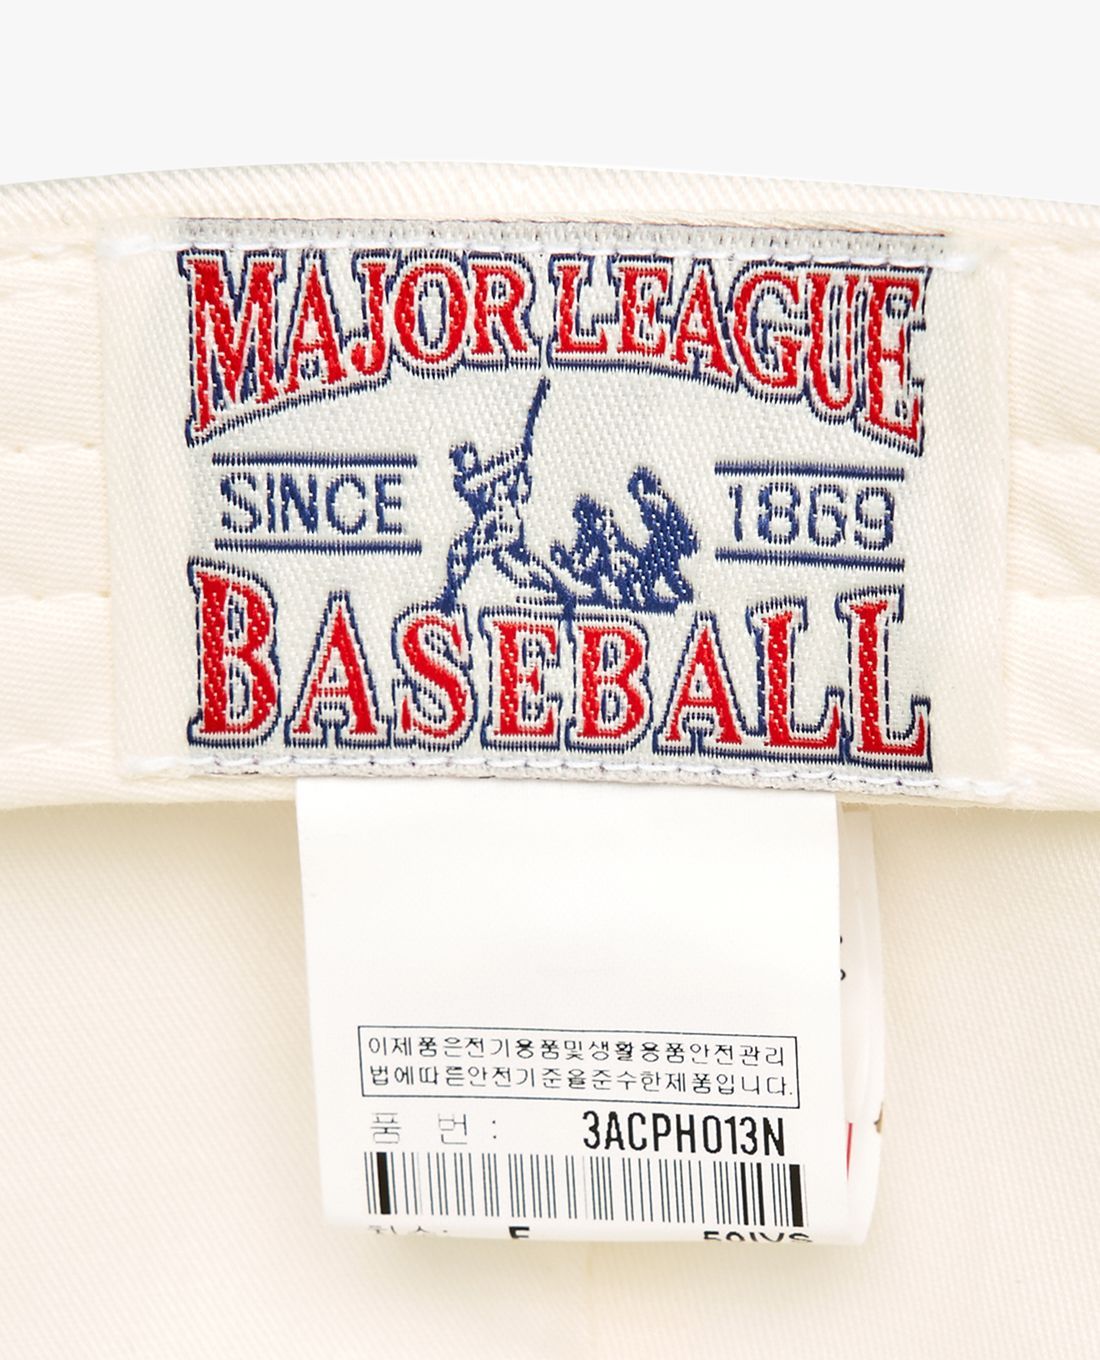 MAJOR LEAGUE
SINCE 1869
BASEBALL
이제품은전기용품및생활용품안전관리
법에따른안전기준을준수한제품입니다.
품 번 : 3ACPH013N